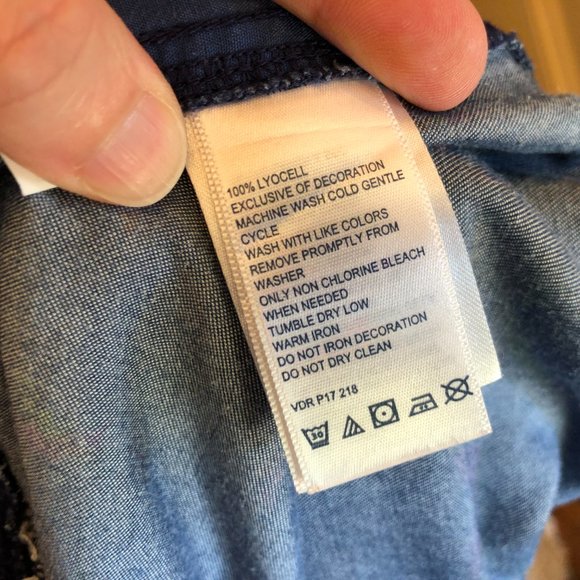 100% LYOCELL
EXCLUSIVE OF DECORATION
MACHINE WASH COLD GENTLE
CYCLE
WASH WITH LIKE COLORS
REMOVE PROMPTLY FROM
WASHER
ONLY NON CHLORINE BLEACH
WHEN NEEDED
TUMBLE DRY LOW
WARM IRON
DO NOT IRON DECORATION
DO NOT DRY CLEAN
VDR P17 218
30